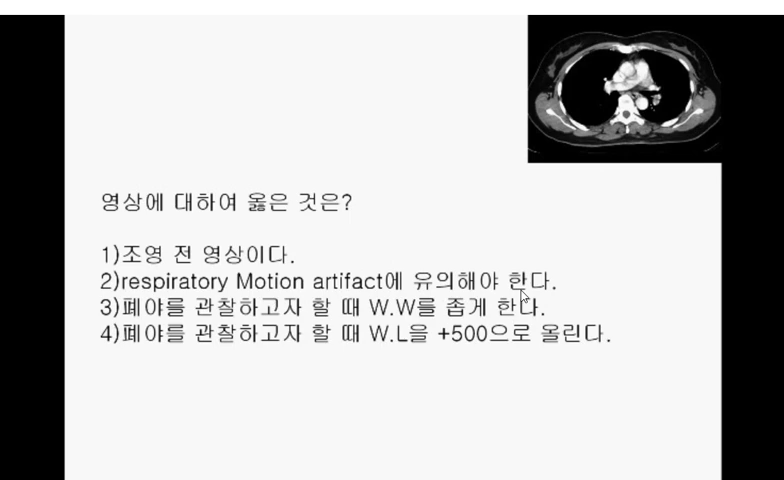 영상에 대하여 옳은 것은?
1)조영 전 영상이다.
2)respiratory Motion artifact에 유의해야 한다.
3)폐야를 관찰하고자 할 때 W.W를 좁게 한다.
4)폐야를 관찰하고자 할 때 W.L을 +500으로 올린다.